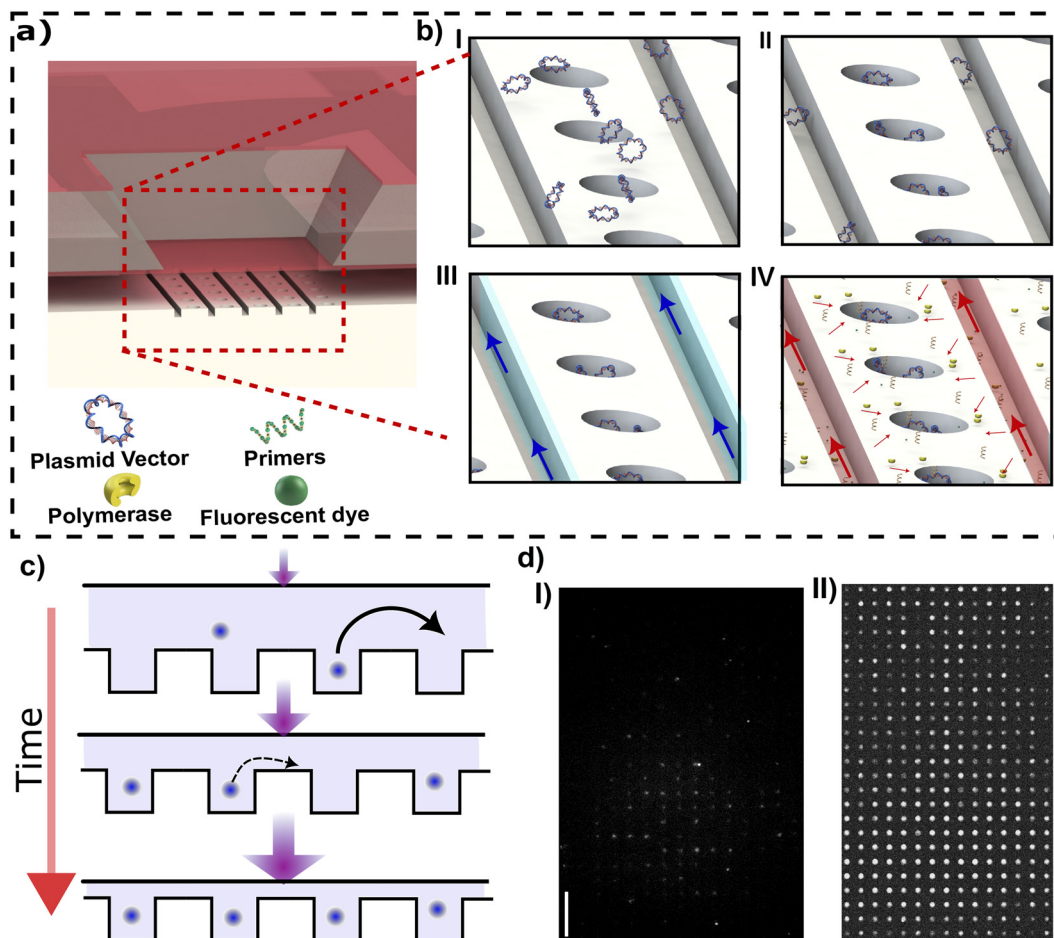 a)
b)
I
II
III
IV
Plasmid Vector
Primers
Polymerase
Fluorescent dye
c)
Time
d)
I)
II)